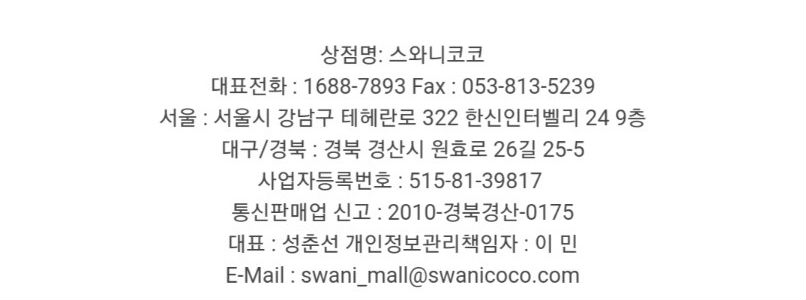 상점명: 스와니코코
대표전화 : 1688-7893 Fax : 053-813-5239
서울 : 서울시 강남구 테헤란로 322 한신인터벨리 24 9층
대구/경북 : 경북 경산시 원효로 26길 25-5
사업자등록번호 : 515-81-39817
통신판매업 신고 : 2010-경북경산-0175
대표 : 성춘선 개인정보관리책임자 : 이 민
E-Mail : swani_mall@swanicoco.com